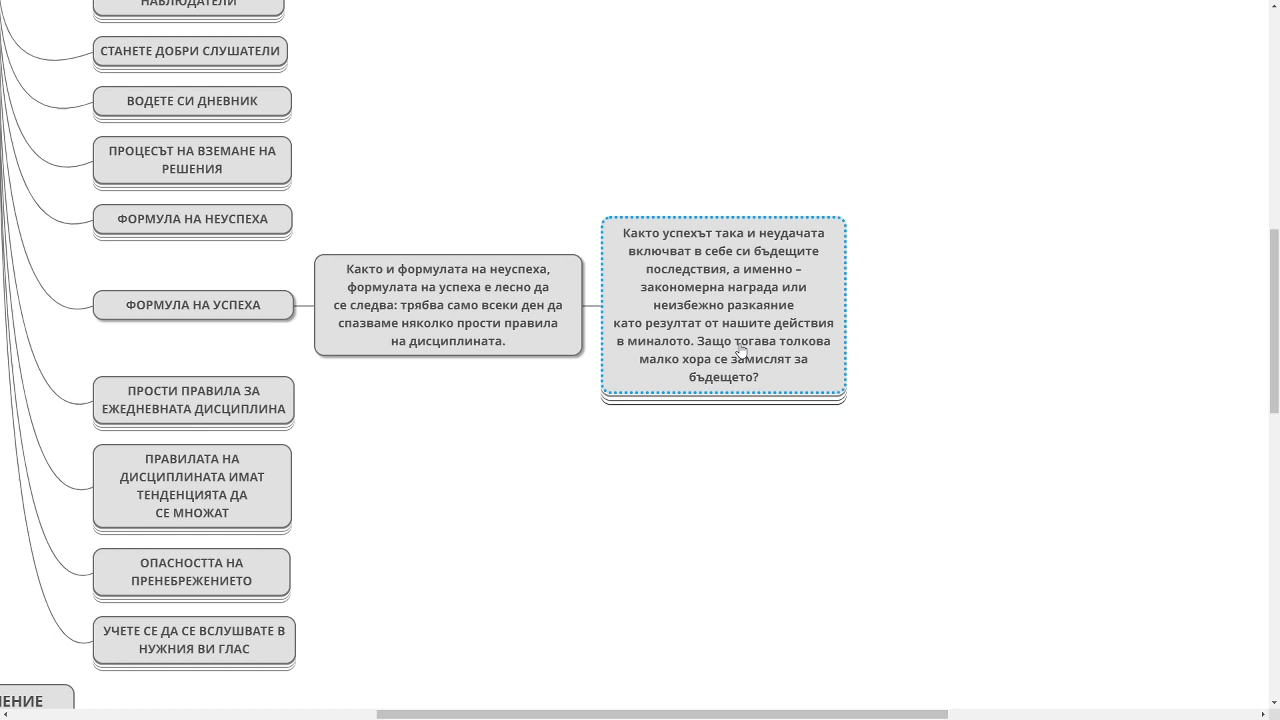 НАБЛЮДАТЕЛИ
СТАНЕТЕ ДОБРИ СЛУШАТЕЛИ
ВОДЕТЕ СИ ДНЕВНИК
ПРОЦЕСЪТ НА ВЗЕМАНЕ НА
РЕШЕНИЯ
ФОРМУЛА НА НЕУСПЕХА
ФОРМУЛА НА УСПЕХА
Както и формулата на неуспеха,
формулата на успеха е лесно да
се следва: трябва само всеки ден да
спазваме няколко прости правила
на дисциплината.
Както успехът така и неудачата
включват в себе си бъдещите
последствия, а именно –
закономерна награда или
неизбежно разкаяние
като резултат от нашите действия
в миналото. Защо тогава толкова
малко хора се замислят за
бъдещето?
ПРОСТИ ПРАВИЛА ЗА
ЕЖЕДНЕВНАТА ДИСЦИПЛИНА
ПРАВИЛАТА НА
ДИСЦИПЛИНАТА ИМАТ
ТЕНДЕНЦИЯТА ДА
СЕ МНОЖАТ
ОПАСНОСТТА НА
ПРЕНЕБРЕЖЕНИЕТО
УЧЕТЕ СЕ ДА СЕ ВСЛУШВАТЕ В
НУЖНИЯ ВИ ГЛАС